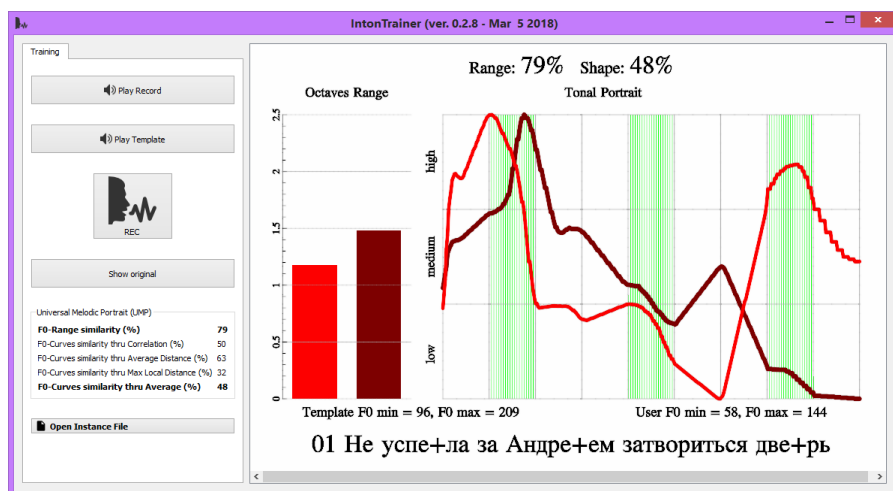 IntonTrainer (ver. 0.2.8 - Mar 5 2018)
Training
Play Record
Play Template
REC
Show original
Universal Melodic Portrait (UMP)
F0-Range similarity (%) 79
F0-Curves similarity thru Correlation (%) 50
F0-Curves similarity thru Average Distance (%) 63
F0-Curves similarity thru Max Local Distance (%) 32
F0-Curves similarity thru Average (%) 48
Open Instance File
Range: 79% Shape: 48%
Octaves Range
Tonal Portrait
2.5
2
1.5
1
0.5
0
high
medium
low
Template F0 min = 96, F0 max = 209
User F0 min = 58, F0 max = 144
01 Не успе+ла за Андре+ем затвориться две+рь